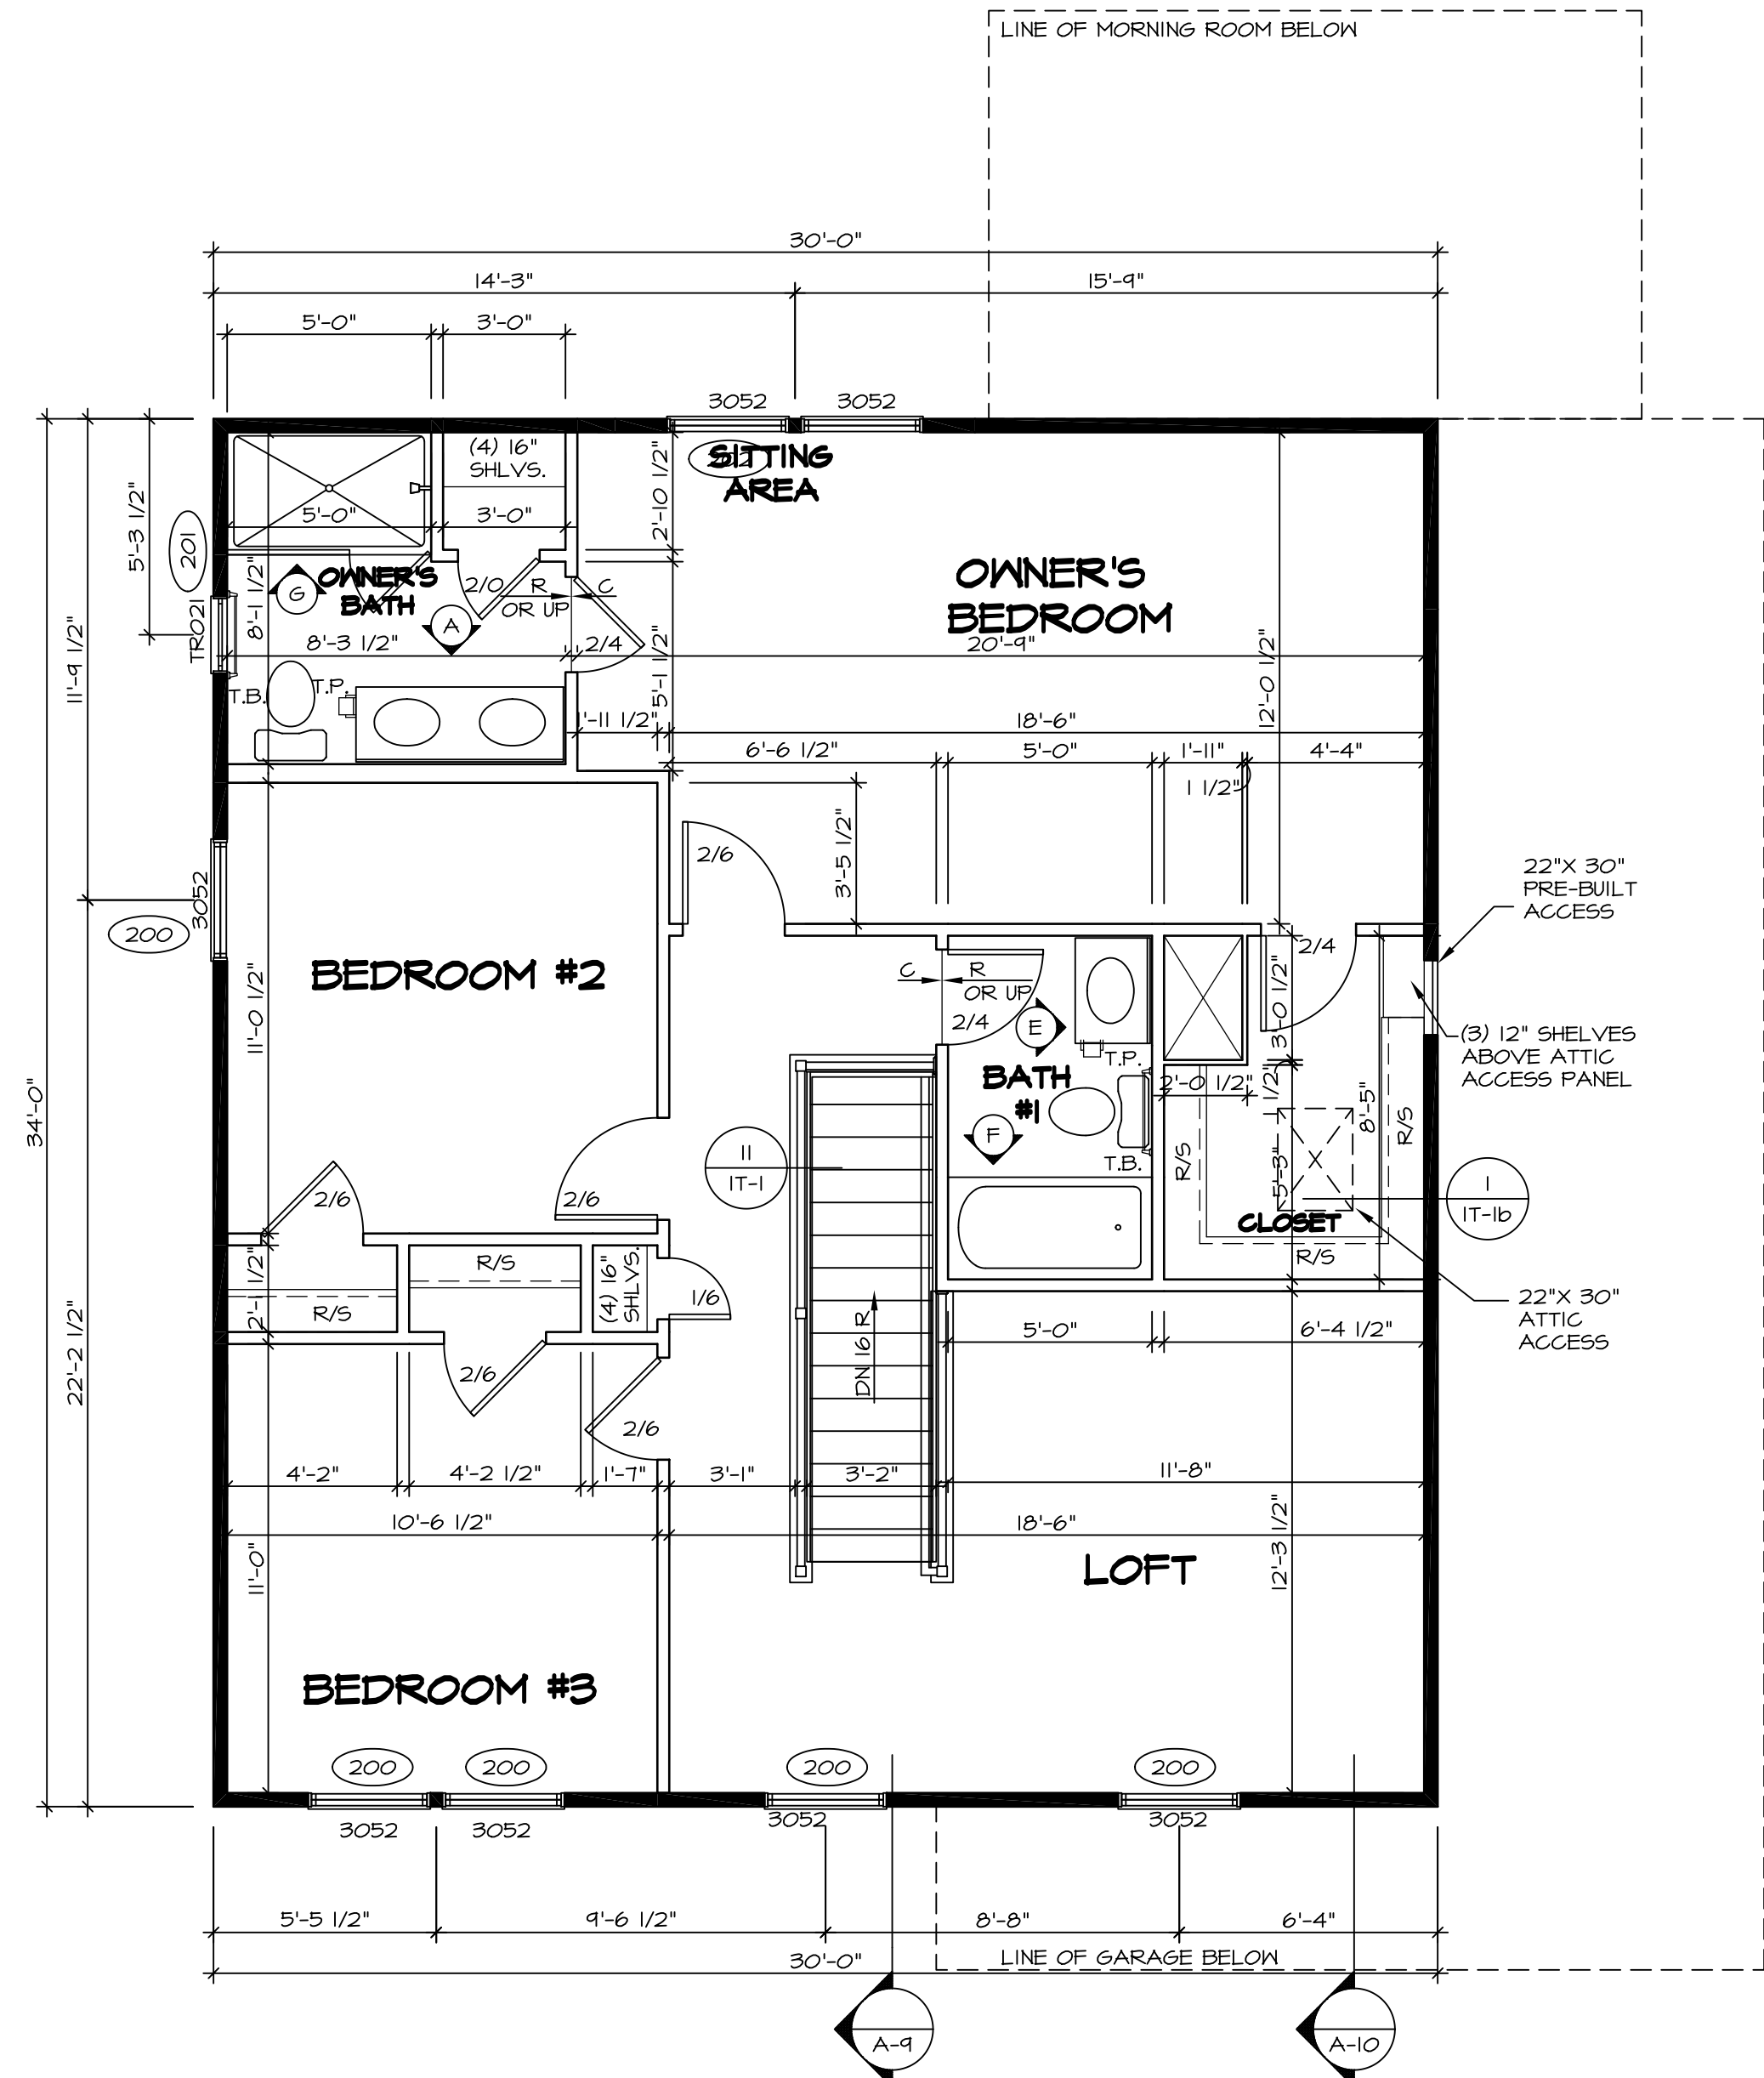 LINE OF MORNING ROOM BELOW
30'-0"
14'-3"
15'-9"
5'-0"
3'-0"
3052
3052
(4) 16"
SHLVS.
SITTING
AREA
5'-0"
3'-0"
2'-10 1/2"
5'-3 1/2"
201
TR021
8'-1 1/2"
G
OWNER'S
BATH
A
2/0
R
C
OR UP
2/4
8'-3 1/2"
OWNER'S
BEDROOM
20'-9"
11'-9 1/2"
T.B.
T.P.
5'-1 1/2"
12'-0 1/2"
1'-11 1/2"
18'-6"
6'-6 1/2"
5'-0"
1'-11"
4'-4"
1 1/2"
3'-5 1/2"
2/6
3052
200
22"X 30"
PRE-BUILT
ACCESS
BEDROOM #2
11'-0 1/2"
C
R
OR UP
2/4
E
2/4
3'-0 1/2"
(3) 12" SHELVES
ABOVE ATTIC
ACCESS PANEL
34'-0"
BATH
#1
T.P.
F
T.B.
2'-0 1/2"
1 1/2"
8'-5"
R/S
R/S
5'-3"
CLOSET
R/S
11
1T-1
1
1T-1b
2/6
2/6
22"X 30"
ATTIC
ACCESS
2'-1 1/2"
R/S
R/S
(4) 16"
SHLVS.
1/6
DN 16 R
22'-2 1/2"
5'-0"
6'-4 1/2"
2/6
2/6
4'-2"
4'-2 1/2"
1'-7"
3'-1"
3'-2"
11'-8"
10'-6 1/2"
18'-6"
11'-0"
12'-3 1/2"
LOFT
BEDROOM #3
200
200
200
200
3052
3052
3052
3052
5'-5 1/2"
9'-6 1/2"
8'-8"
6'-4"
30'-0"
LINE OF GARAGE BELOW
A-9
A-10